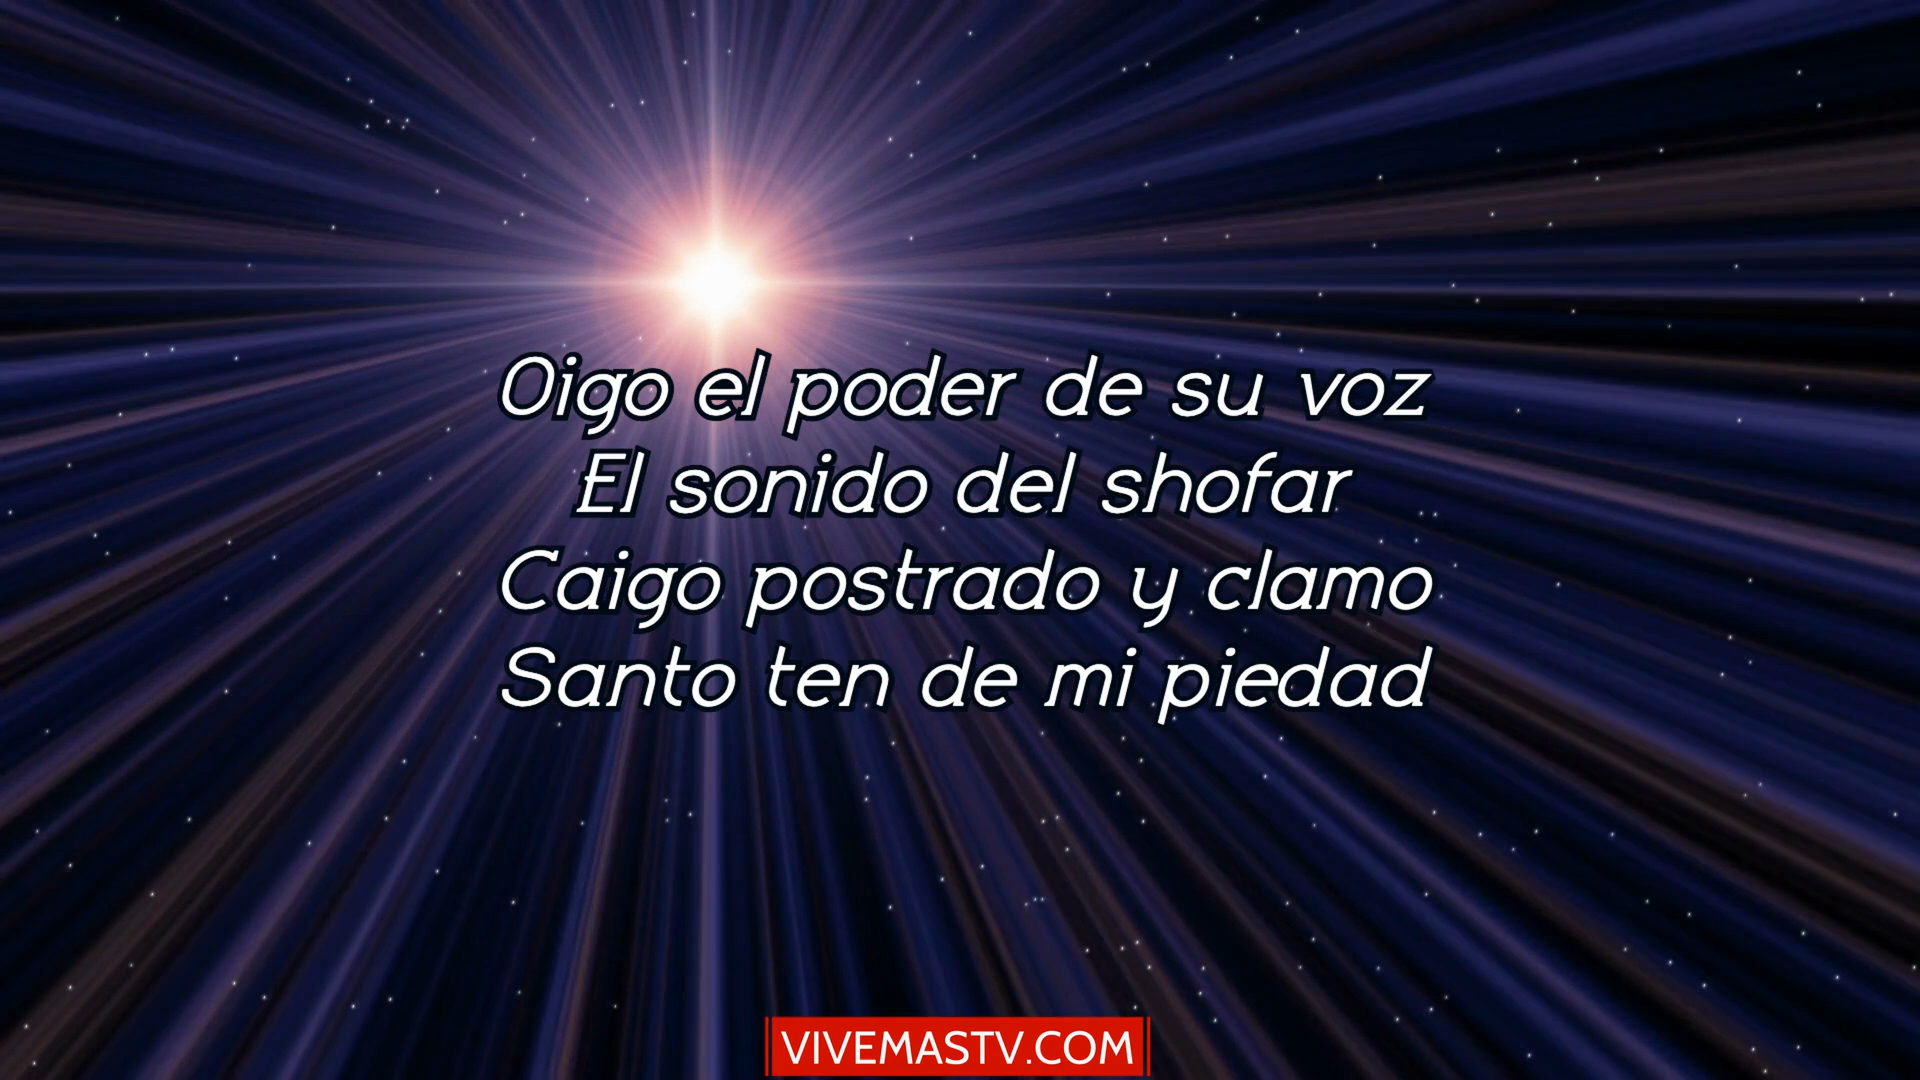 Oigo el poder de su voz
El sonido del shofar
Caigo postrado y clamo
Santo ten de mi piedad
VIVEMASTV.COM